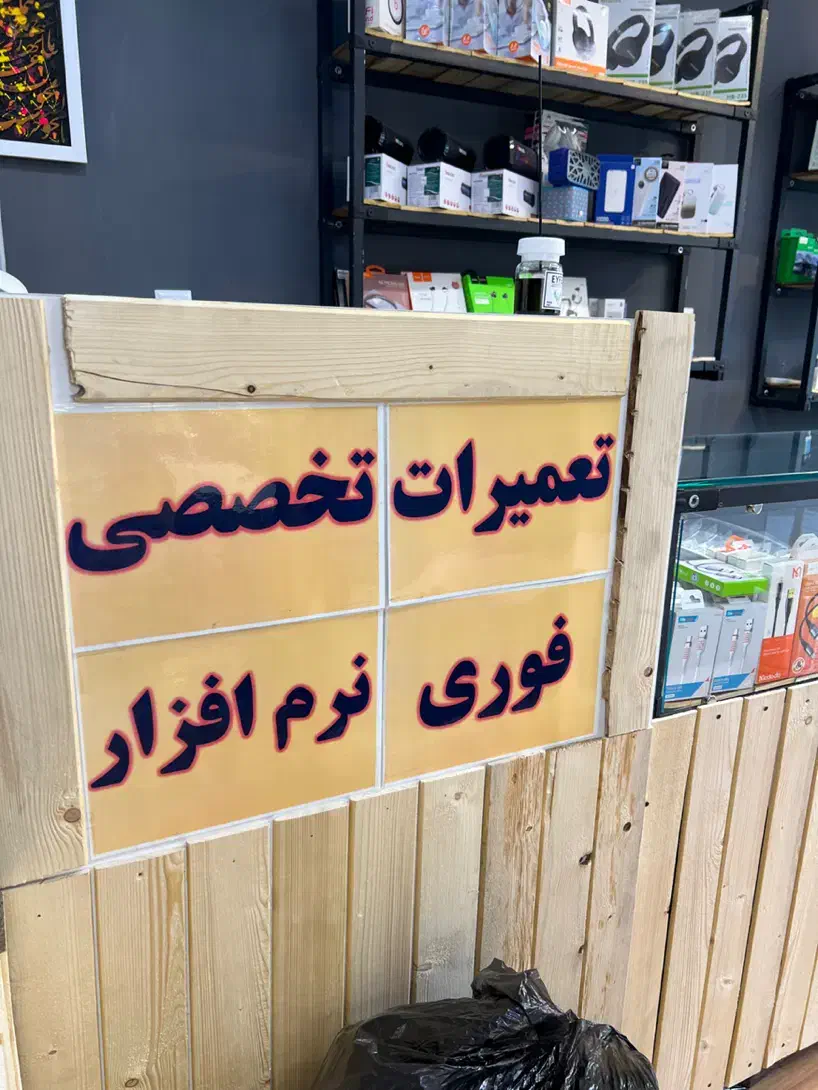 تعمیرات تخصصی
فوری نرم افزار